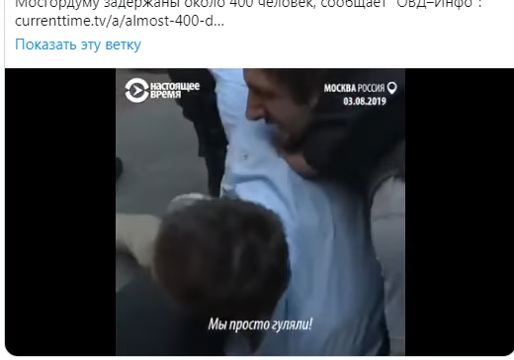 Мосгордуму задержаны около 400 человек, сообщает "ОВД–Инфо":
currenttime.tv/a/almost-400-d...
Показать эту ветку
НАСТОЯЩЕЕ
ВРЕМЯ
МОСКВА РОССИЯ
03.08.2019
Мы просто гуляли!